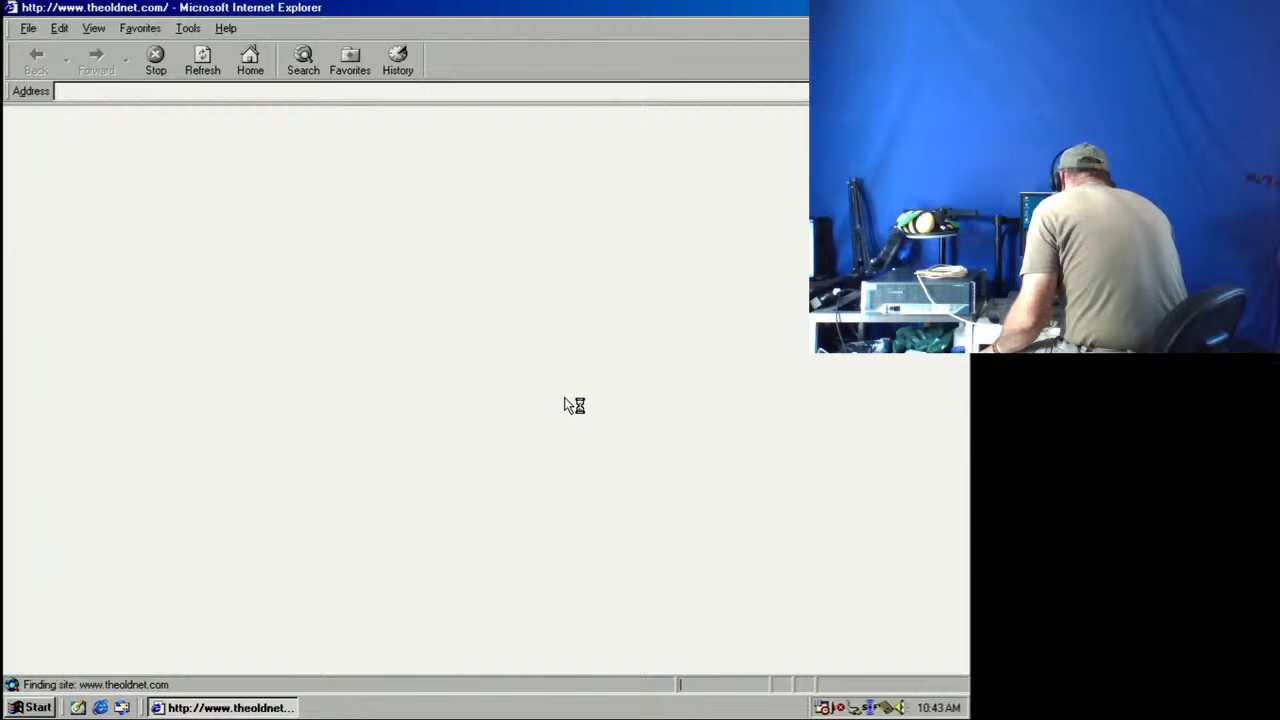 http://www.theoldnet.com/ - Microsoft Internet Explorer
File Edit View Favorites Tools Help
Back Forward Stop Refresh Home Search Favorites History
Address
Finding site: www.theoldnet.com
Start http://www.theoldnet... 10:43 AM